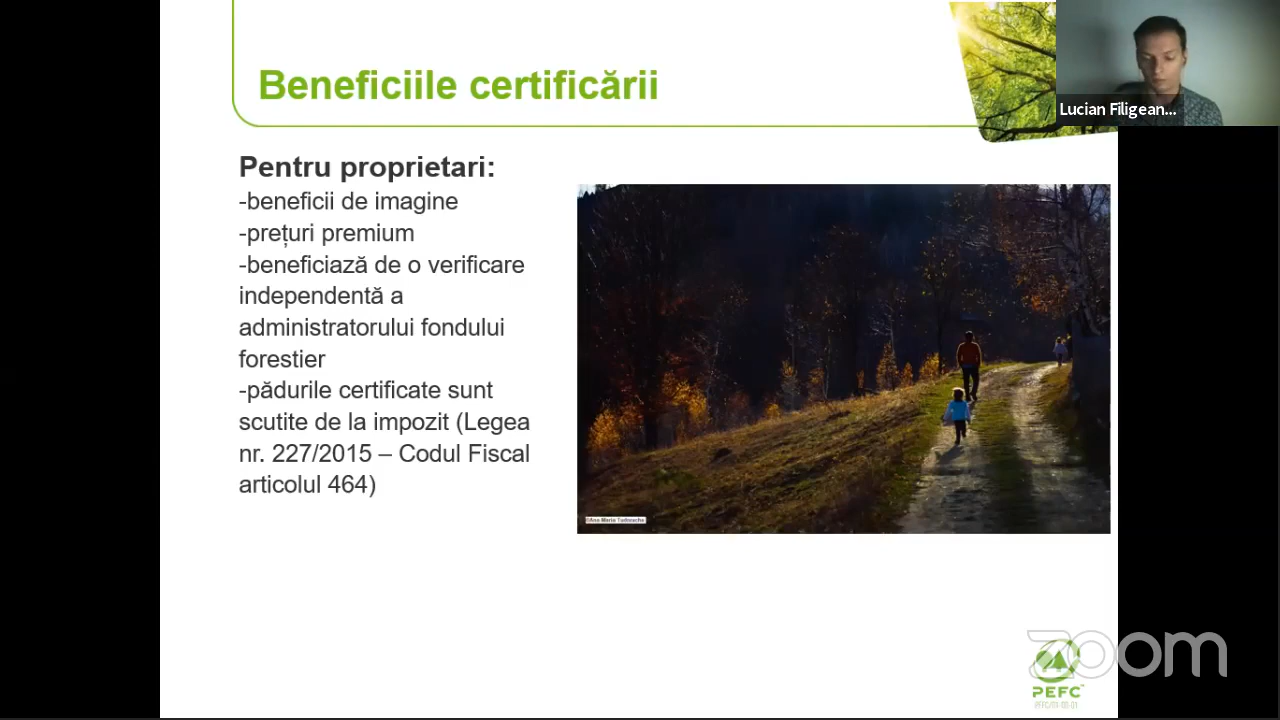 Beneficiile certificării
Lucian Filigean...
Pentru proprietari:
-beneficii de imagine
-prețuri premium
-beneficiază de o verificare
independentă a
administratorului fondului
forestier
-pădurile certificate sunt
scutite de la impozit (Legea
nr. 227/2015 – Codul Fiscal
articolul 464)
zoom
PEFC™